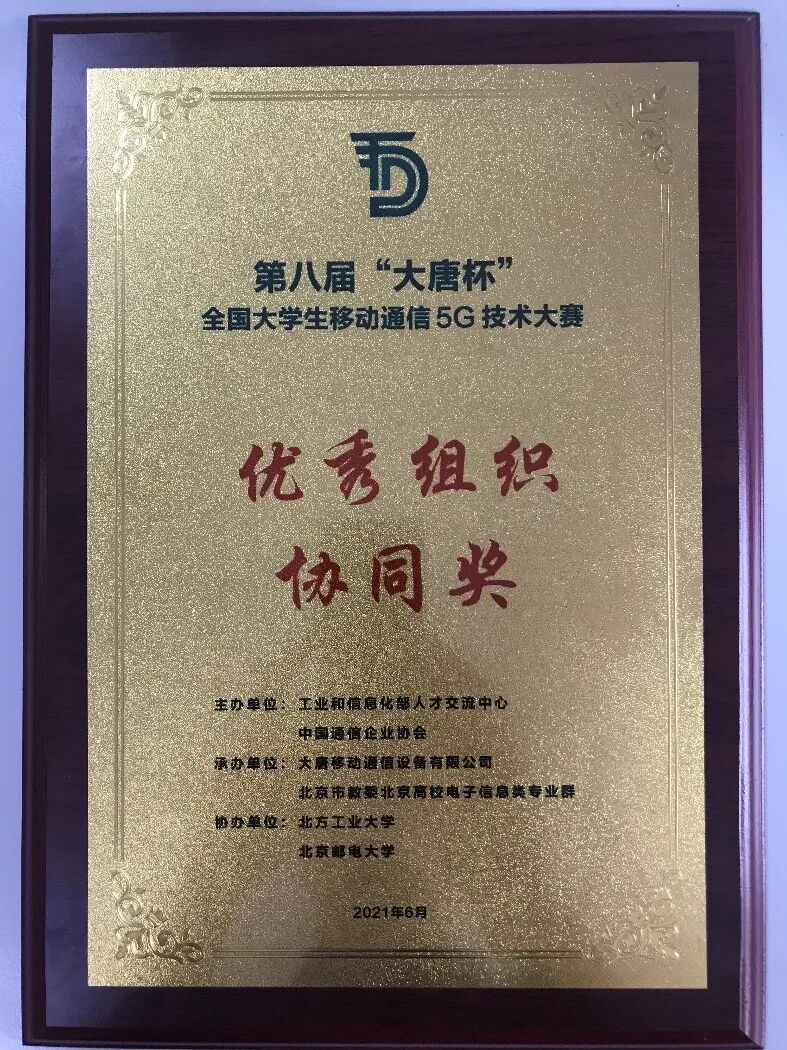 第八届“大唐杯”
全国大学生移动通信5G技术大赛
优秀组织
协同奖
主办单位：工业和信息化部人才交流中心
中国通信企业协会
承办单位：大唐移动通信设备有限公司
北京市教委北京高校电子信息类专业群
协办单位：北方工业大学
北京邮电大学
2021年6月